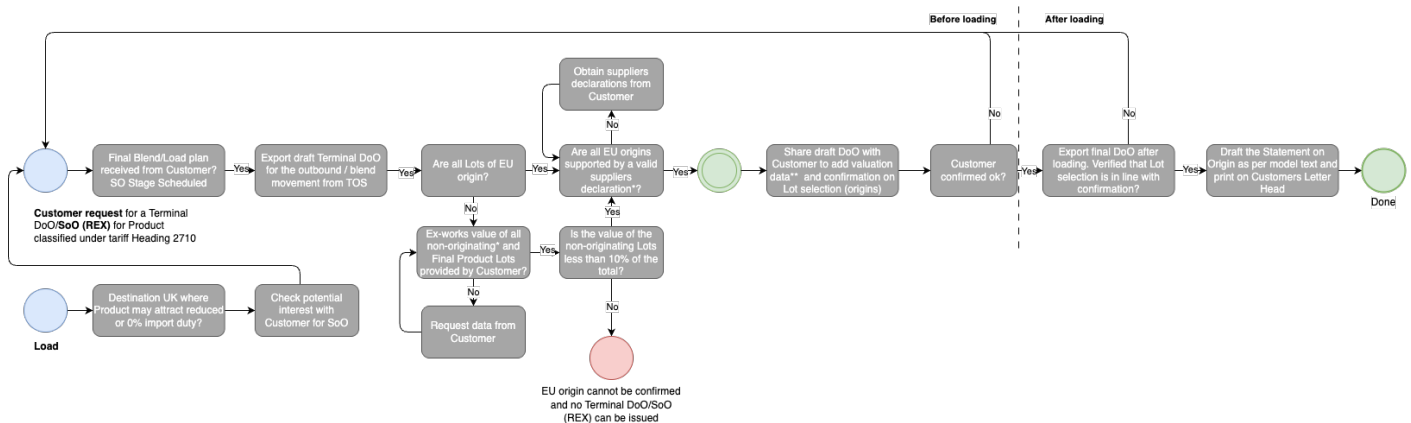 Before loading
After loading
Obtain suppliers
declarations from
Customer
No
No
No
Final Blend/Load plan
received from Customer?
SO Stage Scheduled
Yes
Export draft Terminal DoO
for the outbound / blend
movement from TOS
Yes
Are all Lots of EU
origin?
Yes
Are all EU origins
supported by a valid
suppliers
declaration*?
Yes
Share draft DoO with
Customer to add valuation
data** and confirmation on
Lot selection (origins)
Customer
confirmed ok?
Yes
Export final DoO after
loading. Verified that Lot
selection is in line with
confirmation?
Yes
Draft the Statement on
Origin as per model text and
print on Customers Letter
Head
Done
Customer request for a Terminal
DoO/SoO (REX) for Product
classified under tariff Heading 2710
No
Yes
Ex-works value of all
non-originating* and
Final Product Lots
provided by Customer?
Yes
Is the value of the
non-originating Lots
less than 10% of the
total?
Destination UK where
Product may attract reduced
or 0% import duty?
Check potential
interest with
Customer for SoO
No
No
Load
Request data from
Customer
EU origin cannot be confirmed
and no Terminal DoO/SoO
(REX) can be issued